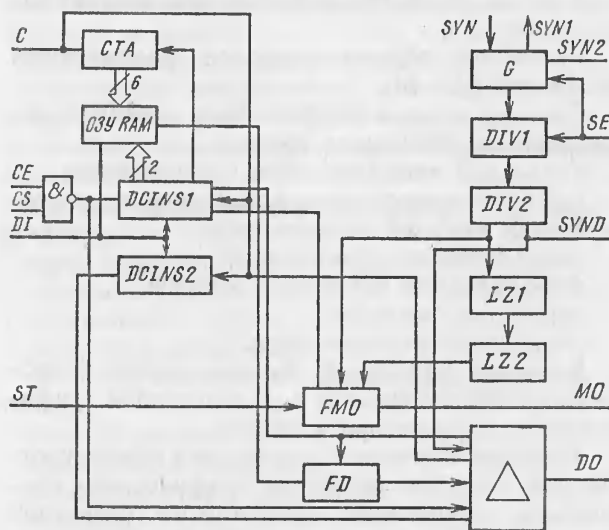 C
CTA
6
ОЗУ RAM
2
CE
CS
DI
&
DCINS1
DCINS2
SYN
SYN1
G
SYN2
SE
DIV1
DIV2
SYND
LZ1
LZ2
ST
FMO
MO
FD
DO